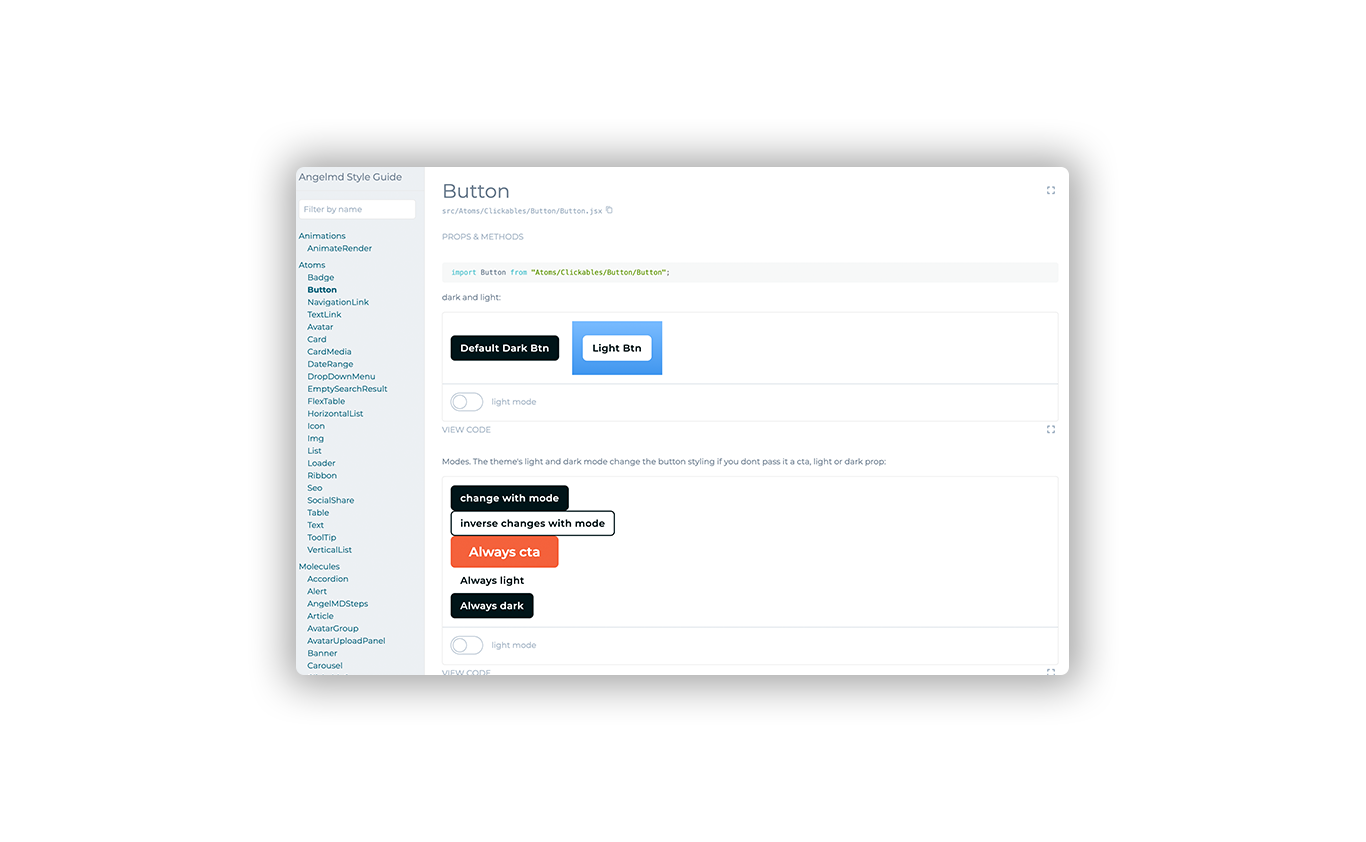 Angelmd Style Guide
Filter by name
Animations
AnimateRender
Atoms
Badge
Button
NavigationLink
TextLink
Avatar
Card
CardMedia
DateRange
DropDownMenu
EmptySearchResult
FlexTable
HorizontalList
Icon
Img
List
Loader
Ribbon
Seo
SocialShare
Table
Text
ToolTip
VerticalList
Molecules
Accordion
Alert
AngelMDSteps
Article
AvatarGroup
AvatarUploadPanel
Banner
Carousel
Button
src/Atoms/Clickables/Button/Button.jsx
PROPS & METHODS
import Button from "Atoms/Clickables/Button/Button";
dark and light:
Default Dark Btn
Light Btn
light mode
VIEW CODE
Modes. The theme's light and dark mode change the button styling if you dont pass it a cta, light or dark prop:
change with mode
inverse changes with mode
Always cta
Always light
Always dark
light mode
VIEW CODE